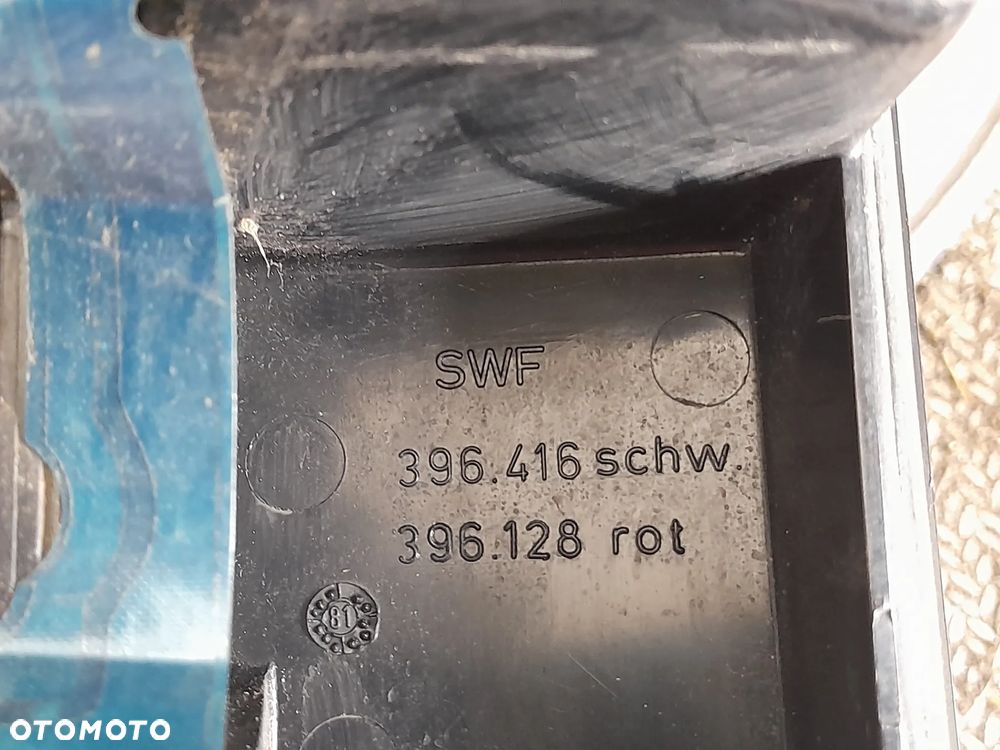 SWF
396.416 schw.
396.128 rot
81
OTOMOTO